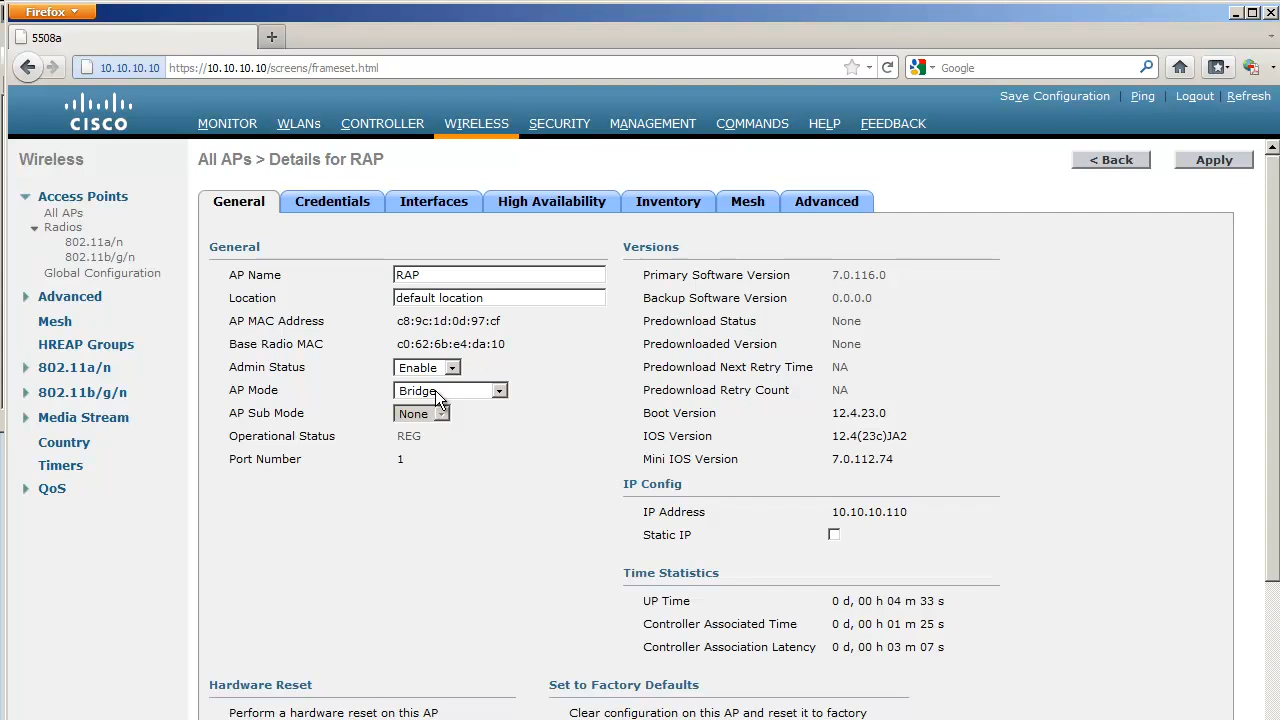 Firefox
5508a
10.10.10.10 https://10.10.10.10/screens/frameset.html Google
Save Configuration | Ping | Logout | Refresh
CISCO
MONITOR WLANs CONTROLLER WIRELESS SECURITY MANAGEMENT COMMANDS HELP FEEDBACK
Wireless
Access Points
All APs
Radios
802.11a/n
802.11b/g/n
Global Configuration
Advanced
Mesh
HREAP Groups
802.11a/n
802.11b/g/n
Media Stream
Country
Timers
QoS
All APs > Details for RAP
< Back Apply
General Credentials Interfaces High Availability Inventory Mesh Advanced
General
AP Name RAP
Location default location
AP MAC Address c8:9c:1d:0d:97:cf
Base Radio MAC c0:62:6b:e4:da:10
Admin Status Enable
AP Mode Bridge
AP Sub Mode None
Operational Status REG
Port Number 1
Versions
Primary Software Version 7.0.116.0
Backup Software Version 0.0.0.0
Predownload Status None
Predownloaded Version None
Predownload Next Retry Time NA
Predownload Retry Count NA
Boot Version 12.4.23.0
IOS Version 12.4(23c)JA2
Mini IOS Version 7.0.112.74
IP Config
IP Address 10.10.10.110
Static IP
Time Statistics
UP Time 0 d, 00 h 04 m 33 s
Controller Associated Time 0 d, 00 h 01 m 25 s
Controller Association Latency 0 d, 00 h 03 m 07 s
Hardware Reset
Perform a hardware reset on this AP
Set to Factory Defaults
Clear configuration on this AP and reset it to factory